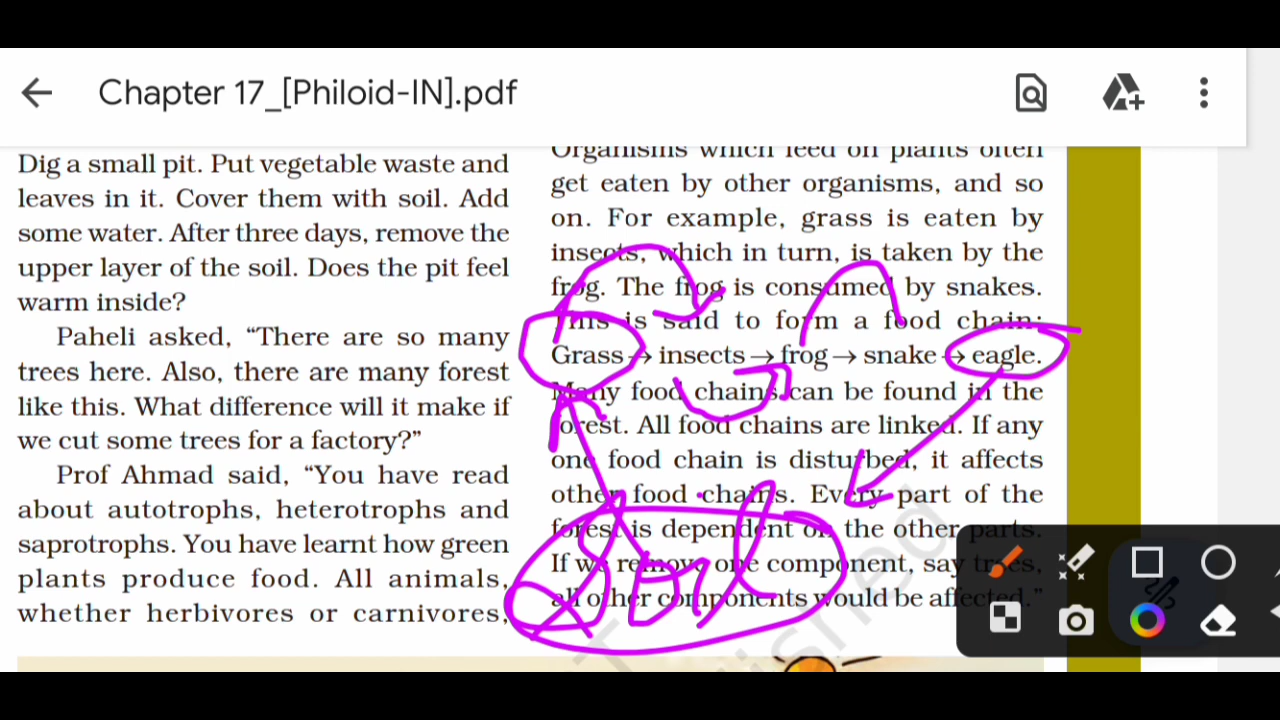 Chapter 17_[Philoid-IN].pdf
Dig a small pit. Put vegetable waste and
leaves in it. Cover them with soil. Add
some water. After three days, remove the
upper layer of the soil. Does the pit feel
warm inside?
Paheli asked, “There are so many
trees here. Also, there are many forest
like this. What difference will it make if
we cut some trees for a factory?”
Prof Ahmad said, “You have read
about autotrophs, heterotrophs and
saprotrophs. You have learnt how green
plants produce food. All animals,
whether herbivores or carnivores,
Organisms which feed on plants often
get eaten by other organisms, and so
on. For example, grass is eaten by
insects, which in turn, is taken by the
frog. The frog is consumed by snakes.
This is said to form a food chain:
Grass → insects → frog → snake → eagle.
Many food chains can be found in the
forest. All food chains are linked. If any
one food chain is disturbed, it affects
other food chains. Every part of the
forest is dependent on the other parts.
If we remove one component, say trees,
all other components would be affected.”